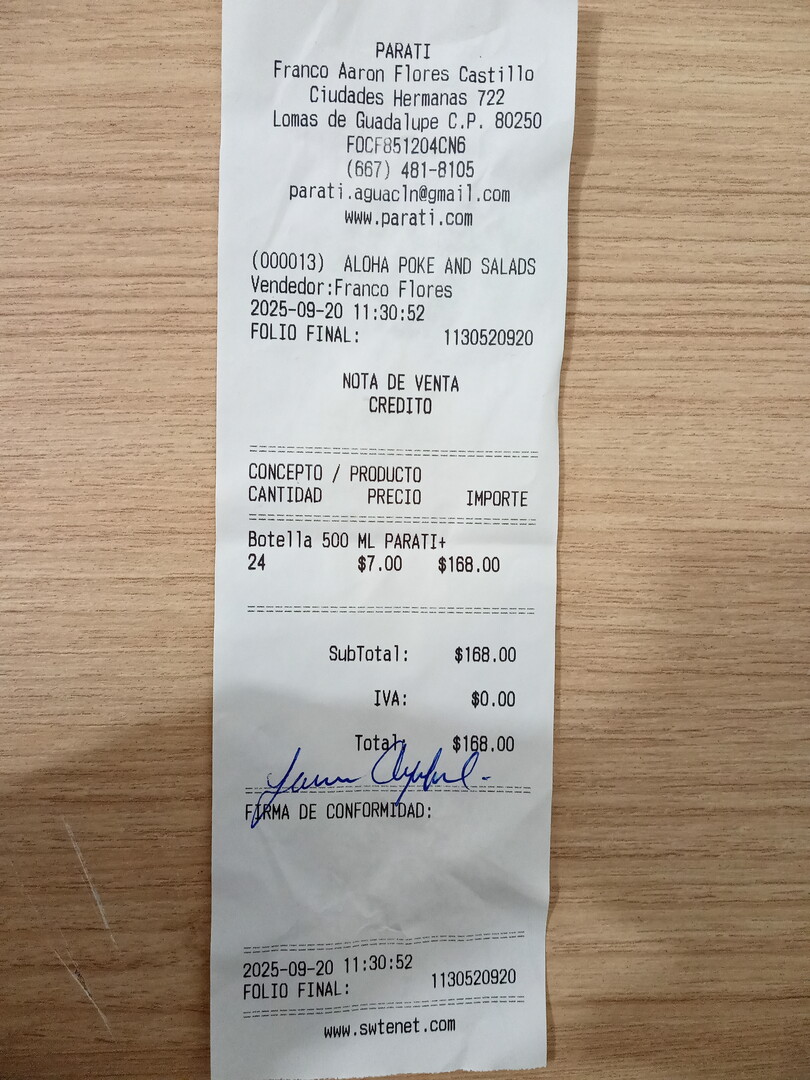 PARATI
Franco Aaron Flores Castillo
Ciudades Hermanas 722
Lomas de Guadalupe C.P. 80250
FOCF851204CN6
(667) 481-8105
parati.aguacln@gmail.com
www.parati.com
(000013) ALOHA POKE AND SALADS
Vendedor:Franco Flores
2025-09-20 11:30:52
FOLIO FINAL: 1130520920
NOTA DE VENTA
CREDITO
CONCEPTO / PRODUCTO
CANTIDAD PRECIO IMPORTE
Botella 500 ML PARATI+
24 $7.00 $168.00
SubTotal: $168.00
IVA: $0.00
Total: $168.00
FIRMA DE CONFORMIDAD:
2025-09-20 11:30:52
FOLIO FINAL: 1130520920
www.swtenet.com